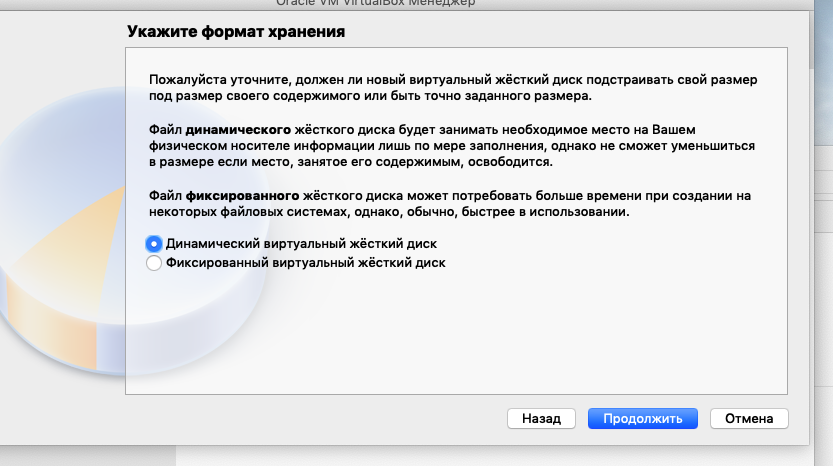 Oracle VM VirtualBox Менеджер
Укажите формат хранения
Пожалуйста уточните, должен ли новый виртуальный жёсткий диск подстраивать свой размер
под размер своего содержимого или быть точно заданного размера.
Файл динамического жёсткого диска будет занимать необходимое место на Вашем
физическом носителе информации лишь по мере заполнения, однако не сможет уменьшиться
в размере если место, занятое его содержимым, освободится.
Файл фиксированного жёсткого диска может потребовать больше времени при создании на
некоторых файловых системах, однако, обычно, быстрее в использовании.
Динамический виртуальный жёсткий диск
Фиксированный виртуальный жёсткий диск
Назад
Продолжить
Отмена